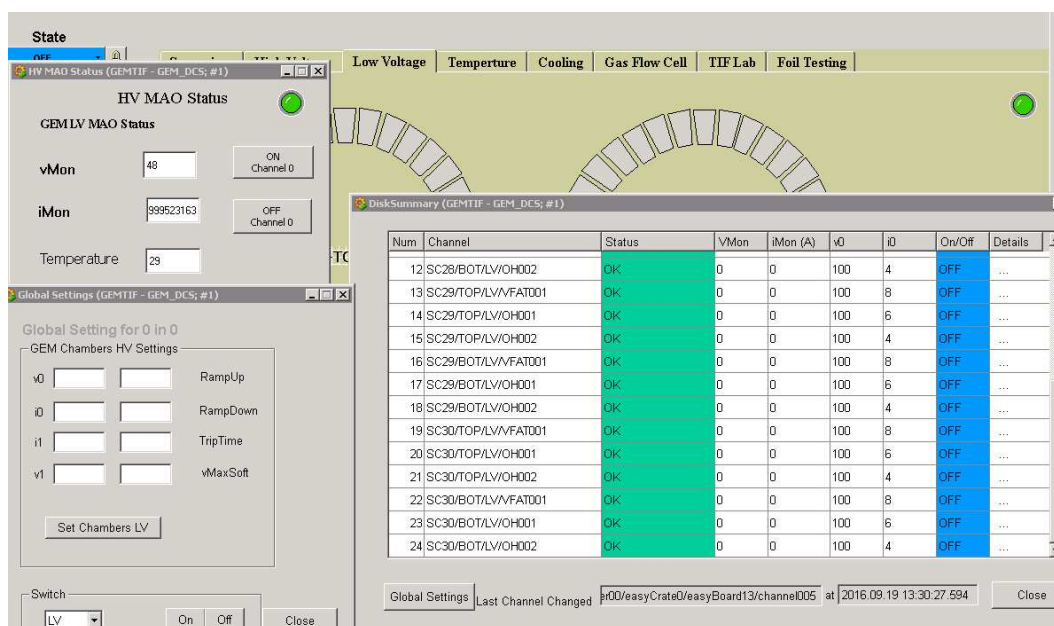 State
OFF
Low Voltage Temperture Cooling Gas Flow Cell TIF Lab Foil Testing
HV MAO Status (GEMTIF - GEM_DCS; #1)
HV MAO Status
GEM LV MAO Status
vMon 48 ON Channel 0
iMon 999523163 OFF Channel 0
Temperature 29
DiskSummary (GEMTIF - GEM_DCS; #1)
Num Channel Status VMon iMon (A) v0 i0 On/Off Details
12 SC28/BOT/LV/OH002 OK 0 0 100 4 OFF ...
13 SC29/TOP/LV/VFAT001 OK 0 0 100 8 OFF ...
14 SC29/TOP/LV/OH001 OK 0 0 100 6 OFF ...
15 SC29/TOP/LV/OH002 OK 0 0 100 4 OFF ...
16 SC29/BOT/LV/VFAT001 OK 0 0 100 8 OFF ...
17 SC29/BOT/LV/OH001 OK 0 0 100 6 OFF ...
18 SC29/BOT/LV/OH002 OK 0 0 100 4 OFF ...
19 SC30/TOP/LV/VFAT001 OK 0 0 100 8 OFF ...
20 SC30/TOP/LV/OH001 OK 0 0 100 6 OFF ...
21 SC30/TOP/LV/OH002 OK 0 0 100 4 OFF ...
22 SC30/BOT/LV/VFAT001 OK 0 0 100 8 OFF ...
23 SC30/BOT/LV/OH001 OK 0 0 100 6 OFF ...
24 SC30/BOT/LV/OH002 OK 0 0 100 4 OFF ...
Global Settings Last Channel Changed er00/easyCrate0/easyBoard13/channel005 at 2016.09.19 13:30:27.594 Close
Global Settings (GEMTIF - GEM_DCS; #1)
Global Setting for 0 in 0
GEM Chambers HV Settings
v0 RampUp
i0 RampDown
i1 TripTime
v1 vMaxSoft
Set Chambers LV
Switch
LV On Off Close